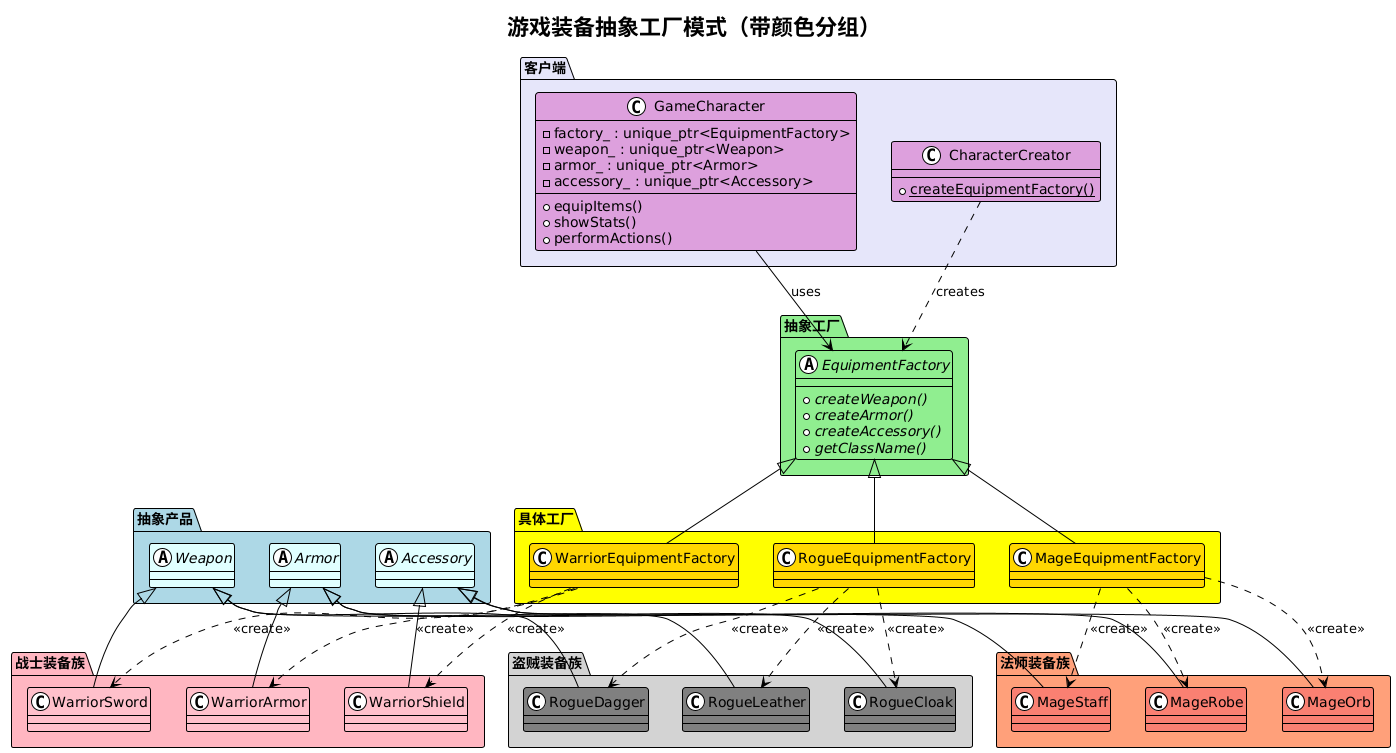 游戏装备抽象工厂模式（带颜色分组）
客户端
C GameCharacter
factory_ : unique_ptr<EquipmentFactory>
weapon_ : unique_ptr<Weapon>
armor_ : unique_ptr<Armor>
accessory_ : unique_ptr<Accessory>
equipItems()
showStats()
performActions()
C CharacterCreator
createEquipmentFactory()
uses
creates
抽象工厂
A EquipmentFactory
createWeapon()
createArmor()
createAccessory()
getClassName()
抽象产品
A Weapon
A Armor
A Accessory
具体工厂
C WarriorEquipmentFactory
C RogueEquipmentFactory
C MageEquipmentFactory
«create»
«create»
«create»
«create»
«create»
«create»
«create»
«create»
«create»
战士装备族
C WarriorSword
C WarriorArmor
C WarriorShield
盗贼装备族
C RogueDagger
C RogueLeather
C RogueCloak
法师装备族
C MageStaff
C MageRobe
C MageOrb